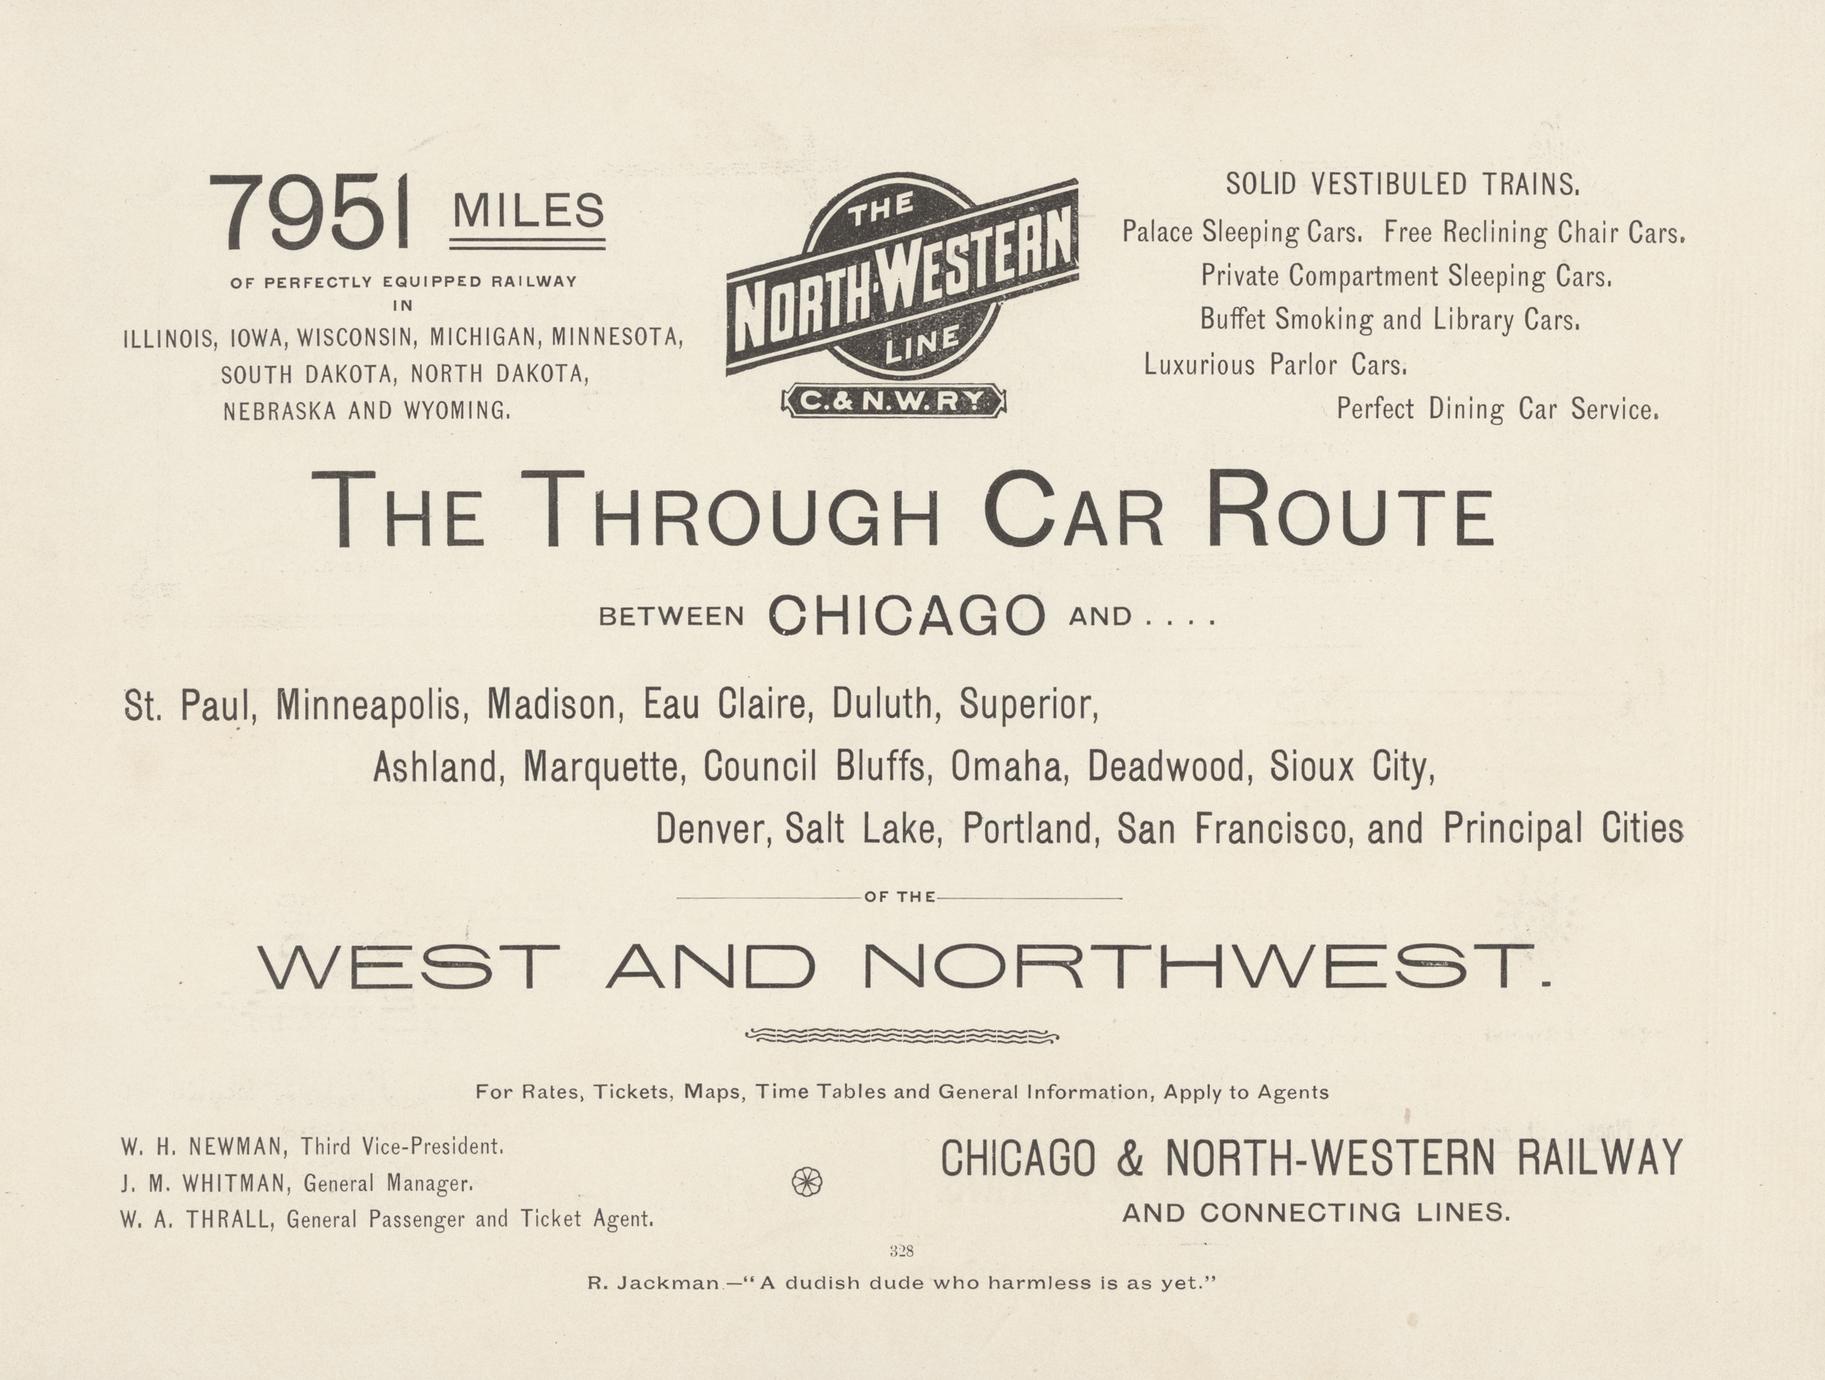 7951 MILES
OF PERFECTLY EQUIPPED RAILWAY
IN
ILLINOIS, IOWA, WISCONSIN, MICHIGAN, MINNESOTA,
SOUTH DAKOTA, NORTH DAKOTA,
NEBRASKA AND WYOMING.
THE
NORTH-WESTERN
LINE
C. & N. W. RY.
SOLID VESTIBULED TRAINS.
Palace Sleeping Cars. Free Reclining Chair Cars.
Private Compartment Sleeping Cars.
Buffet Smoking and Library Cars.
Luxurious Parlor Cars.
Perfect Dining Car Service.
THE THROUGH CAR ROUTE
BETWEEN CHICAGO AND . . . .
St. Paul, Minneapolis, Madison, Eau Claire, Duluth, Superior,
Ashland, Marquette, Council Bluffs, Omaha, Deadwood, Sioux City,
Denver, Salt Lake, Portland, San Francisco, and Principal Cities
OF THE
WEST AND NORTHWEST.
For Rates, Tickets, Maps, Time Tables and General Information, Apply to Agents
W. H. NEWMAN, Third Vice-President.
J. M. WHITMAN, General Manager.
W. A. THRALL, General Passenger and Ticket Agent.
CHICAGO & NORTH-WESTERN RAILWAY
AND CONNECTING LINES.
328
R. Jackman.—“A dudish dude who harmless is as yet.”